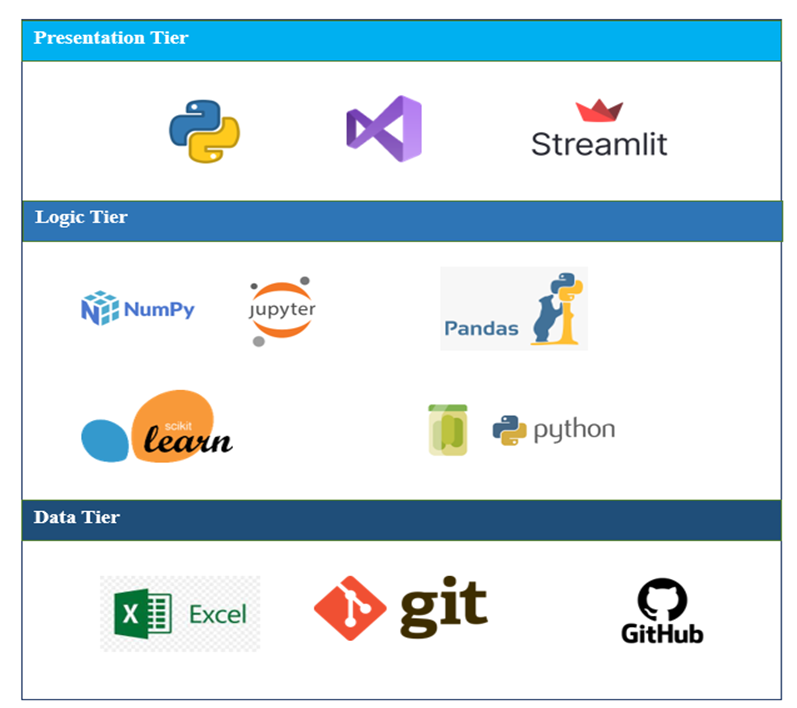 Presentation Tier
Streamlit
Logic Tier
NumPy
jupyter
Pandas
scikit
learn
python
Data Tier
X
Excel
git
GitHub